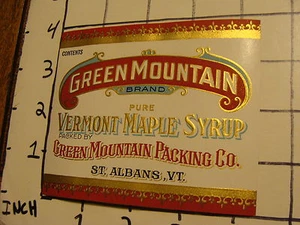 4
3
2
1
INCH
CONTENTS
GREEN MOUNTAIN
BRAND
PURE
VERMONT MAPLE SYRUP
PACKED BY
GREEN MOUNTAIN PACKING CO.
ST. ALBANS, VT.